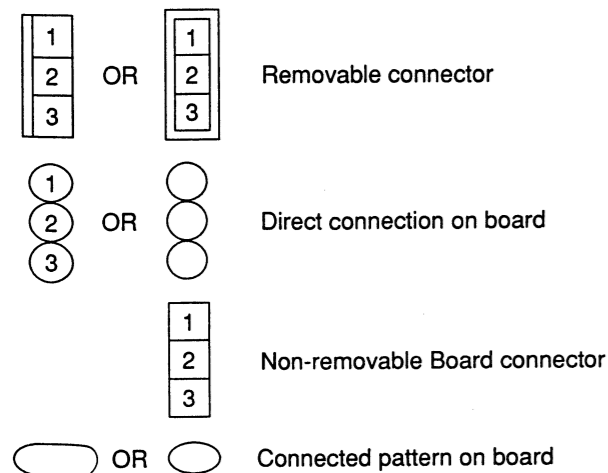 1 1
2 OR 2 Removable connector
3 3
1
2 OR Direct connection on board
3
1
2 Non-removable Board connector
3
OR Connected pattern on board